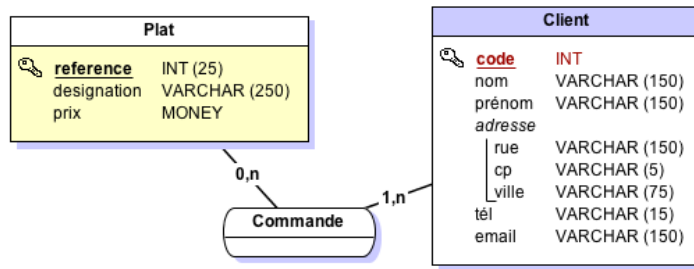 Plat
reference INT (25)
designation VARCHAR (250)
prix MONEY
0,n
Commande
1,n
Client
code INT
nom VARCHAR (150)
prénom VARCHAR (150)
adresse
rue VARCHAR (150)
cp VARCHAR (5)
ville VARCHAR (75)
tél VARCHAR (15)
email VARCHAR (150)